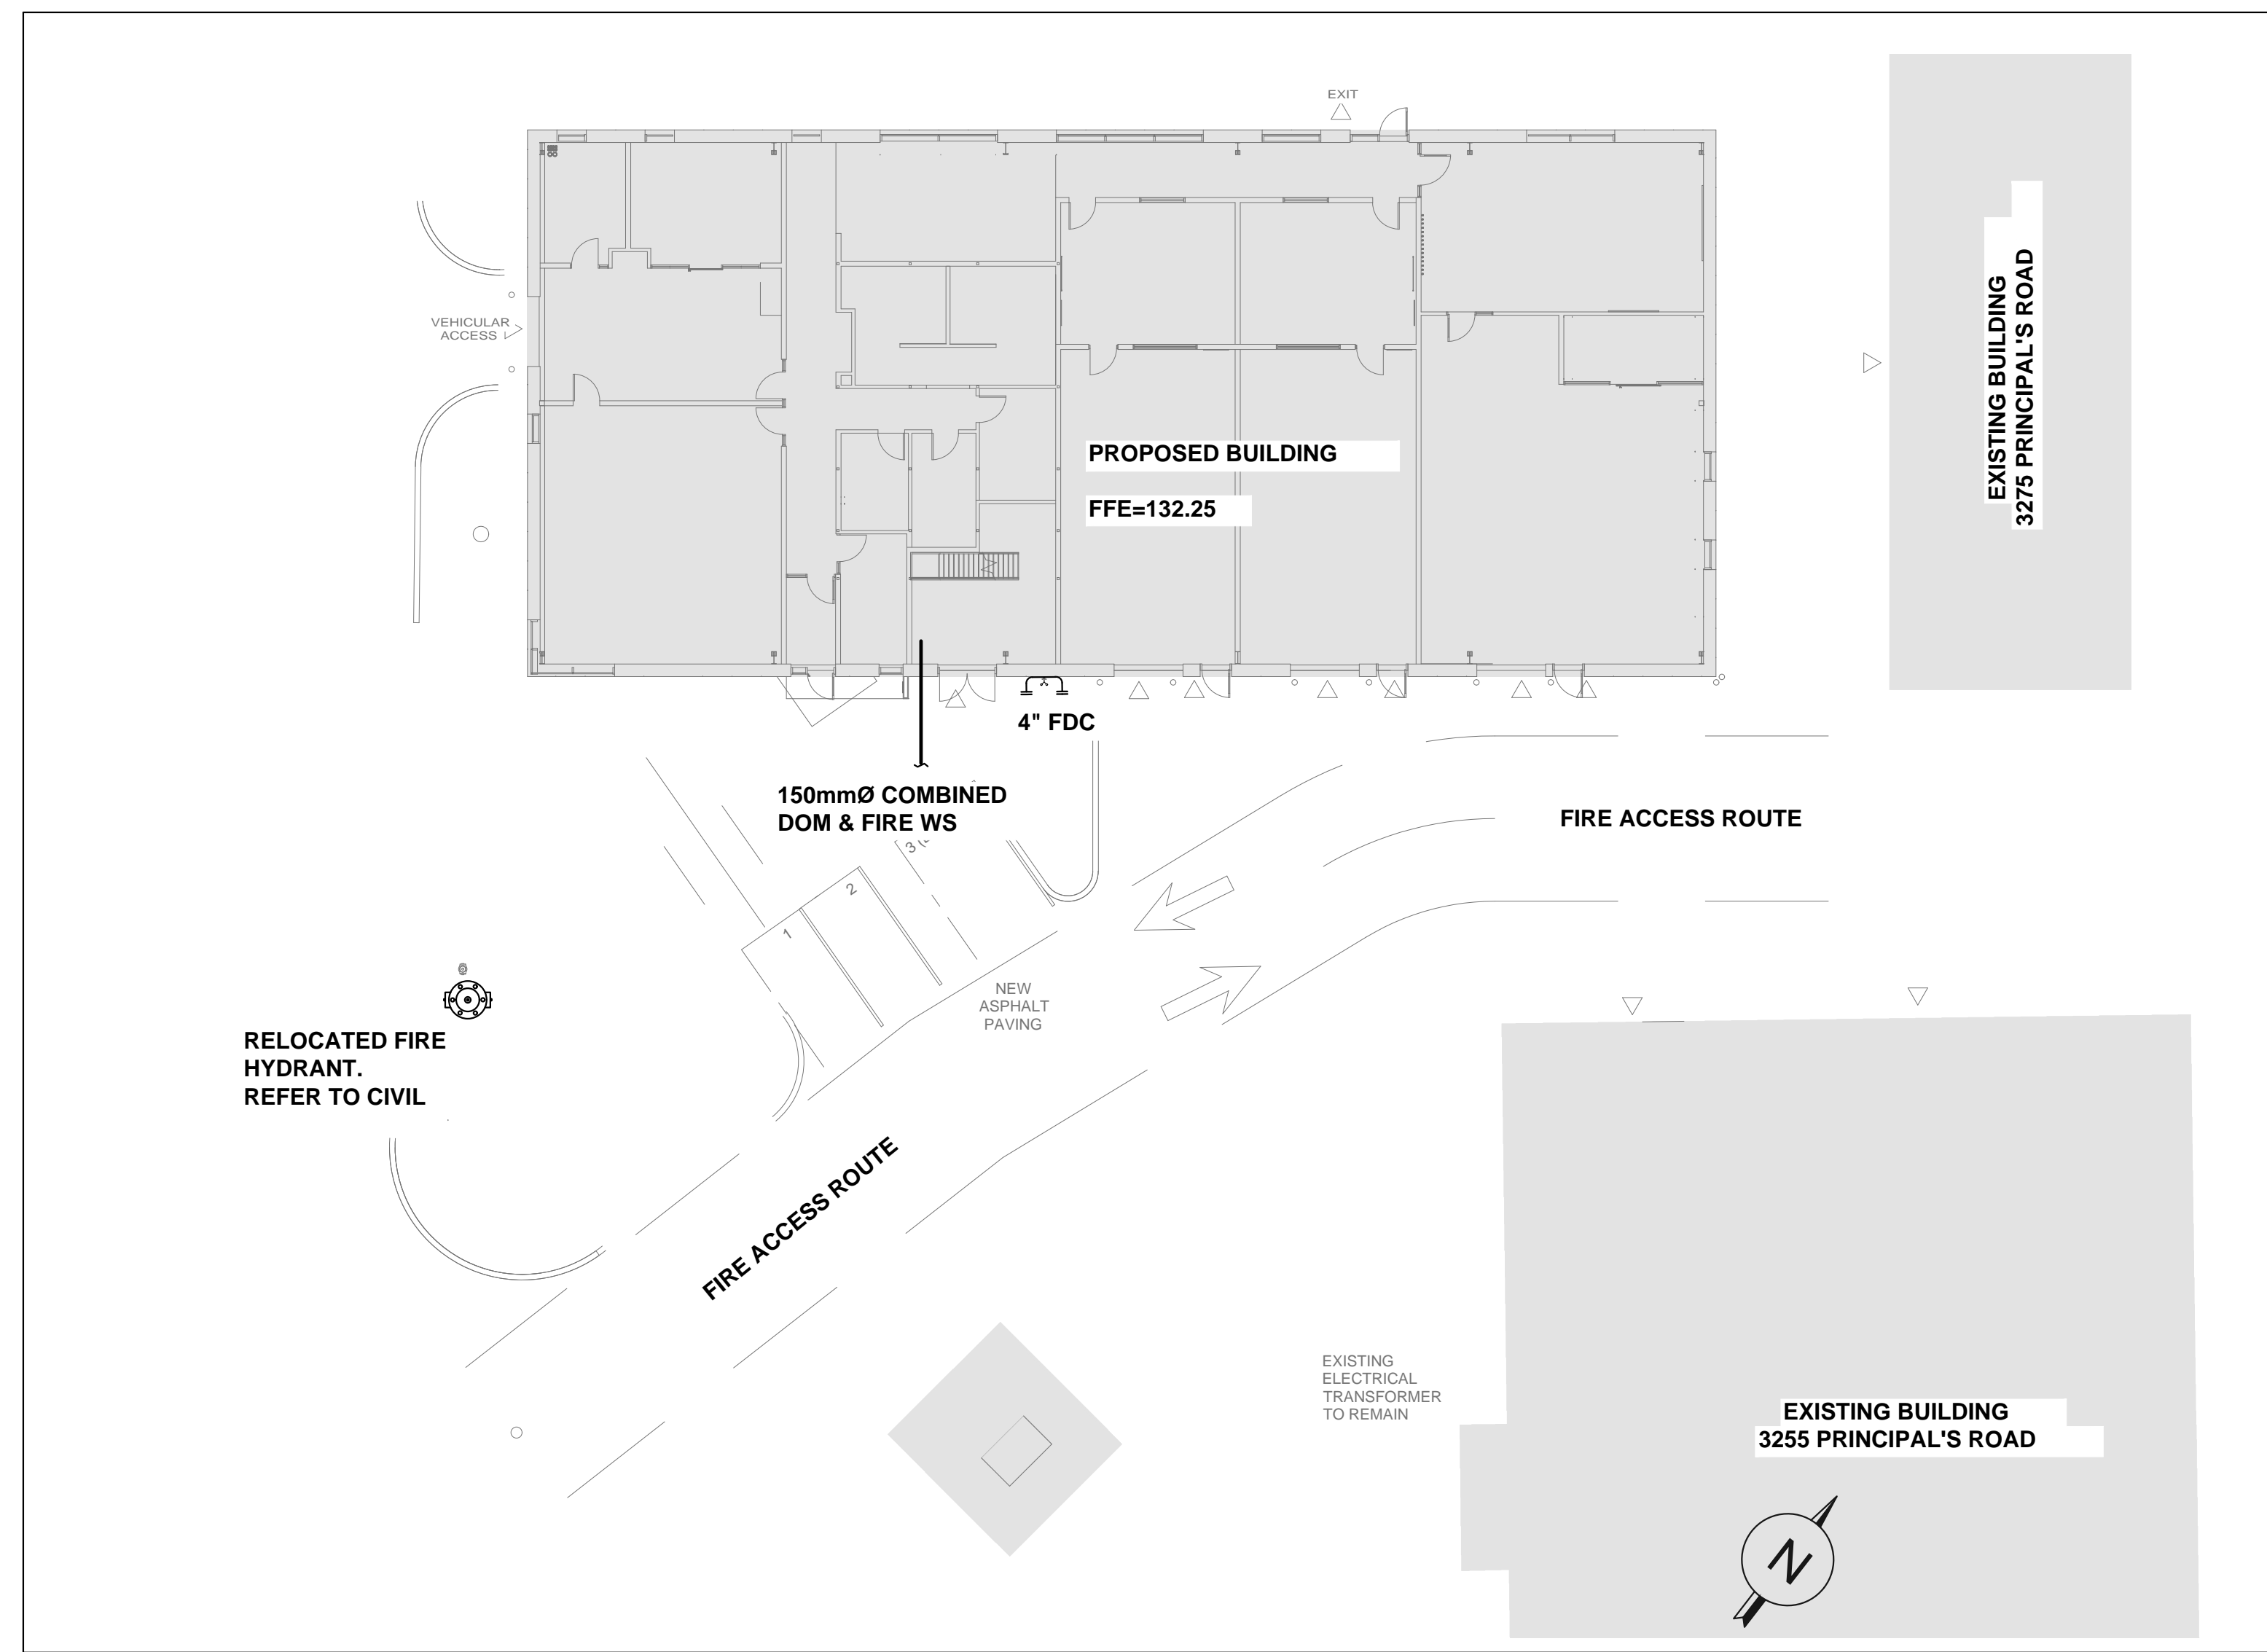 EXIT
VEHICULAR
ACCESS
EXISTING BUILDING
3275 PRINCIPAL'S ROAD
PROPOSED BUILDING
FFE=132.25
4" FDC
150mmØ COMBINED
DOM & FIRE WS
FIRE ACCESS ROUTE
3
2
1
NEW
ASPHALT
PAVING
RELOCATED FIRE
HYDRANT.
REFER TO CIVIL
FIRE ACCESS ROUTE
EXISTING
ELECTRICAL
TRANSFORMER
TO REMAIN
EXISTING BUILDING
3255 PRINCIPAL'S ROAD
N